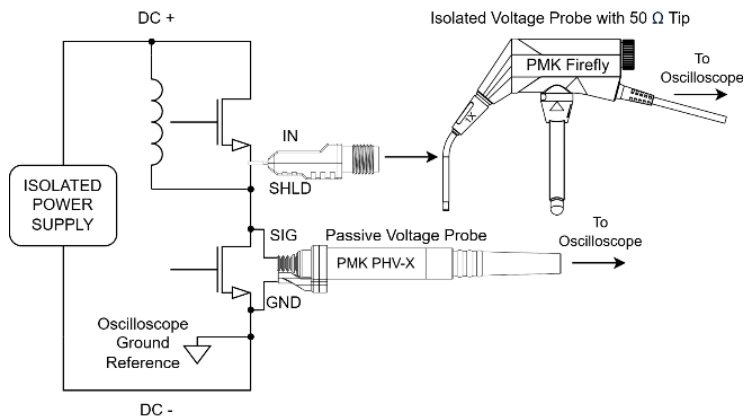 DC +
Isolated Voltage Probe with 50 Ω Tip
PMK Firefly
To
Oscilloscope
1X
IN
SHLD
ISOLATED
POWER
SUPPLY
SIG
Passive Voltage Probe
PMK PHV-X
To
Oscilloscope
GND
Oscilloscope
Ground
Reference
DC -